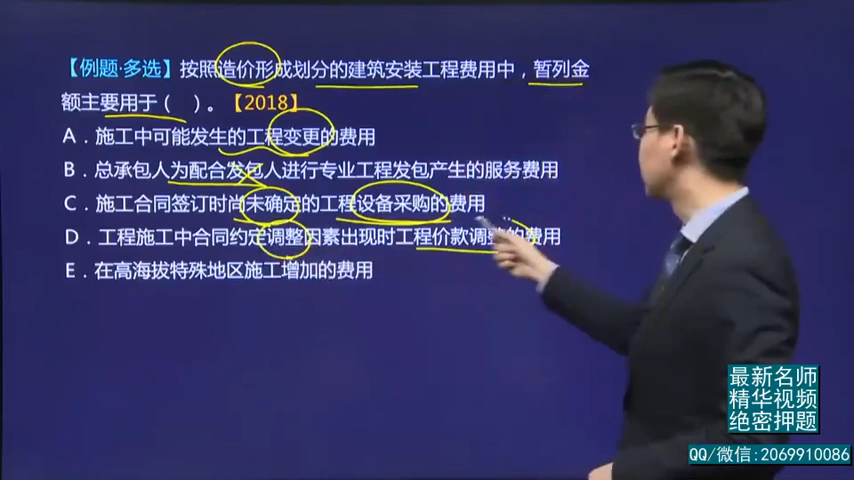 【例题·多选】按照造价形成划分的建筑安装工程费用中，暂列金
额主要用于（　）。【2018】
A．施工中可能发生的工程变更的费用
B．总承包人为配合发包人进行专业工程发包产生的服务费用
C．施工合同签订时尚未确定的工程设备采购的费用
D．工程施工中合同约定调整因素出现时工程价款调整的费用
E．在高海拔特殊地区施工增加的费用
最新名师
精华视频
绝密押题
QQ/微信:2069910086